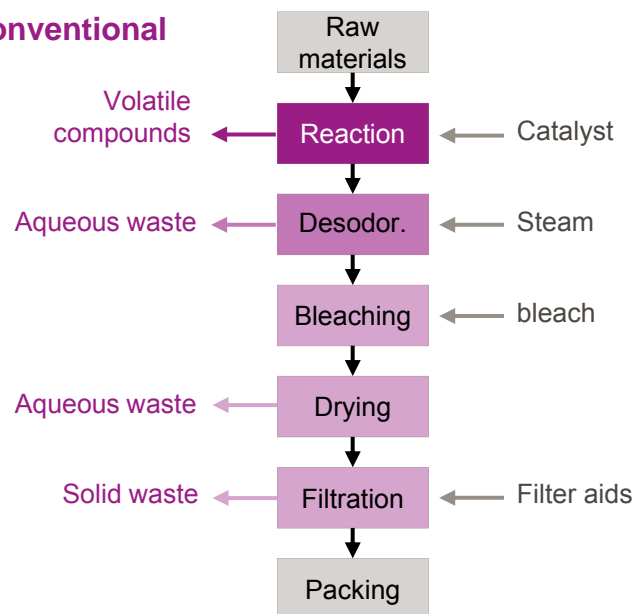 onventional
Raw
materials
Volatile
compounds
Reaction
Catalyst
Aqueous waste
Desodor.
Steam
Bleaching
bleach
Aqueous waste
Drying
Solid waste
Filtration
Filter aids
Packing